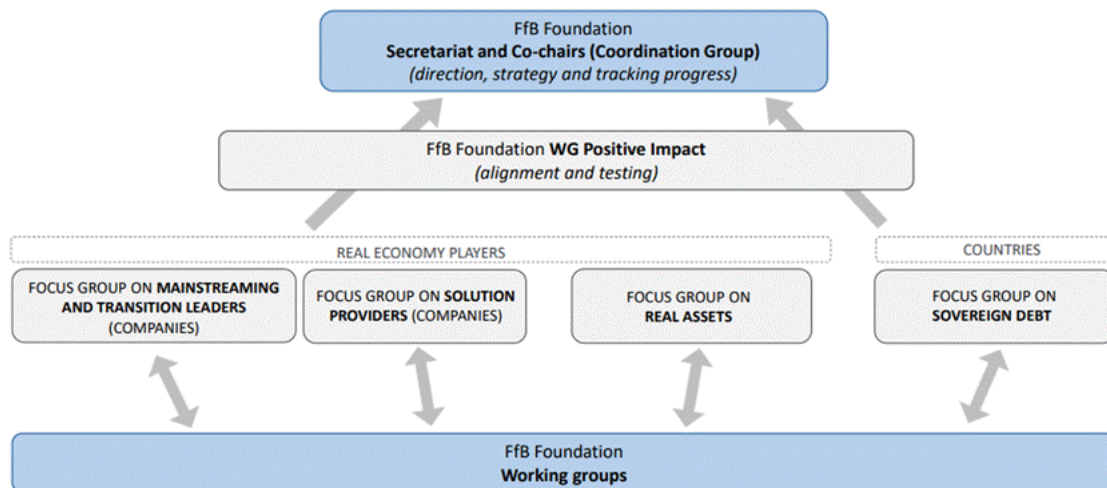 FfB Foundation
Secretariat and Co-chairs (Coordination Group)
(direction, strategy and tracking progress)
FfB Foundation WG Positive Impact
(alignment and testing)
REAL ECONOMY PLAYERS
COUNTRIES
FOCUS GROUP ON MAINSTREAMING
AND TRANSITION LEADERS
(COMPANIES)
FOCUS GROUP ON SOLUTION
PROVIDERS (COMPANIES)
FOCUS GROUP ON
REAL ASSETS
FOCUS GROUP ON
SOVEREIGN DEBT
FfB Foundation
Working groups